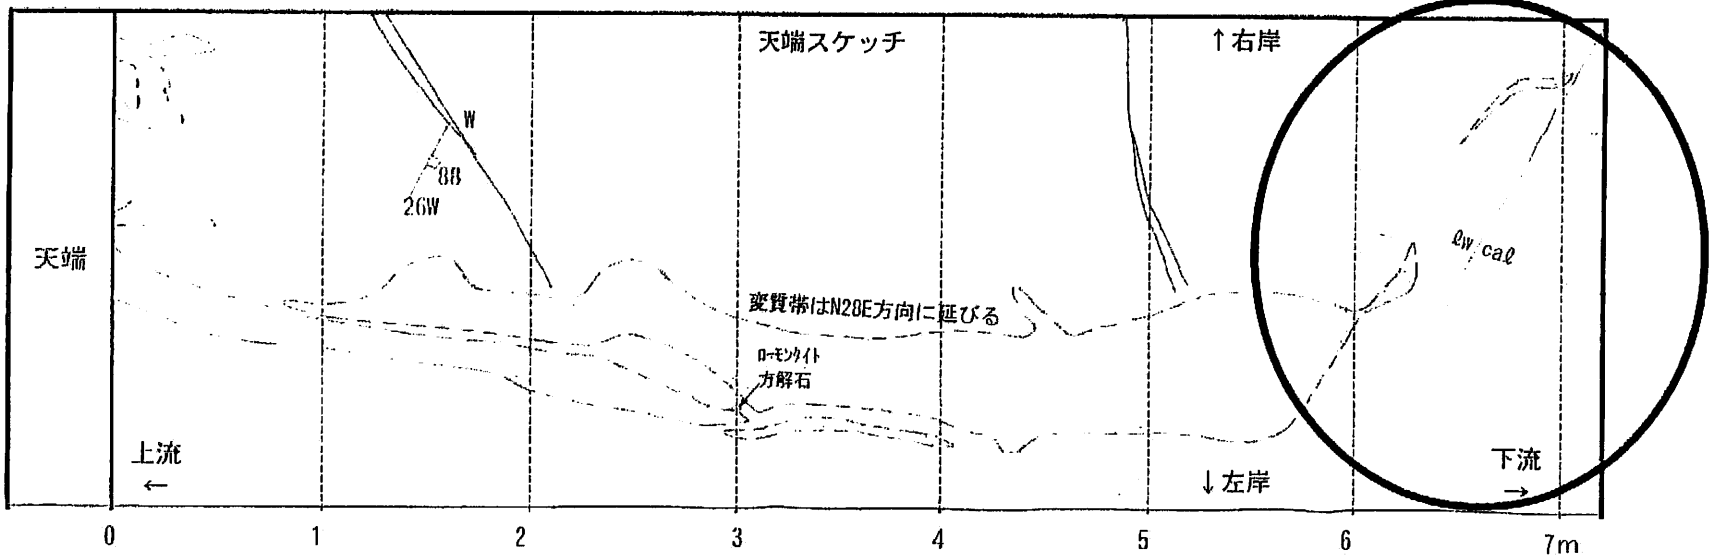 天端スケッチ
↑右岸
W
88
26W
天端
ℓw caℓ
変質帯はN28E方向に延びる
ローモンタイト
方解石
上流
←
↓左岸
下流
→
0 1 2 3 4 5 6 7m